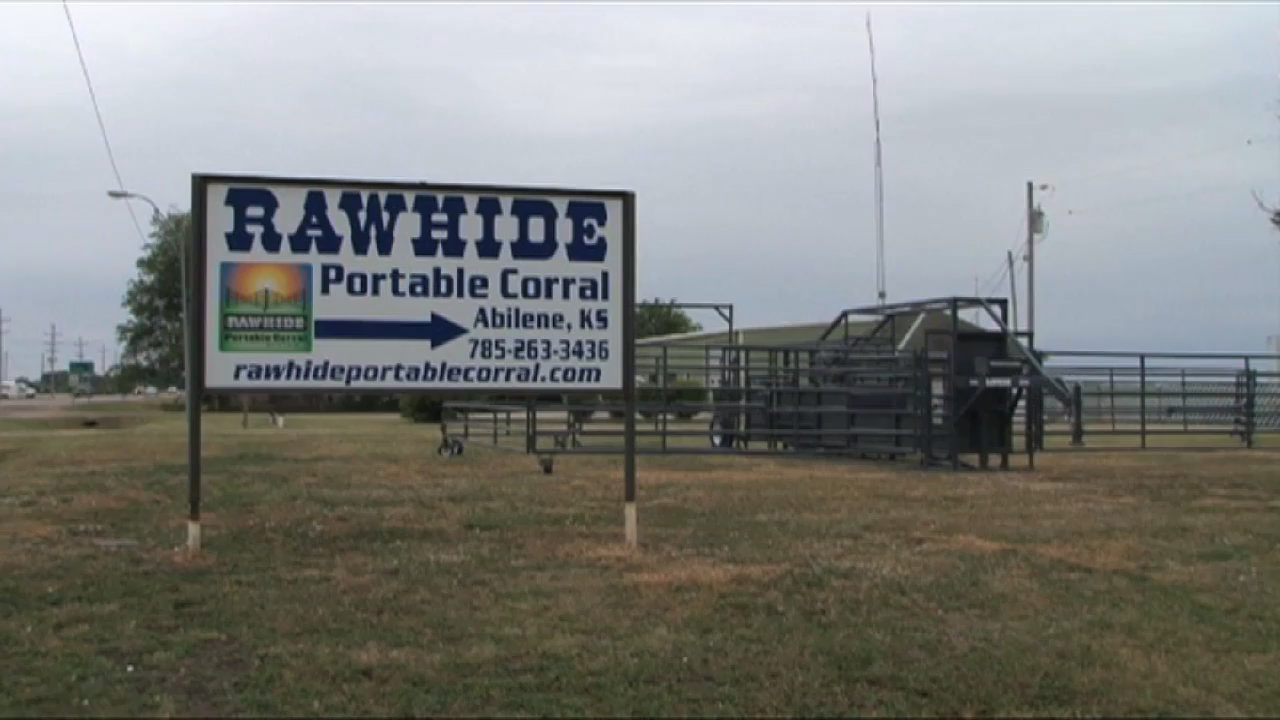 RAWHIDE
Portable Corral
RAWHIDE
Portable Corral
Abilene, KS
785-263-3436
rawhideportablecorral.com